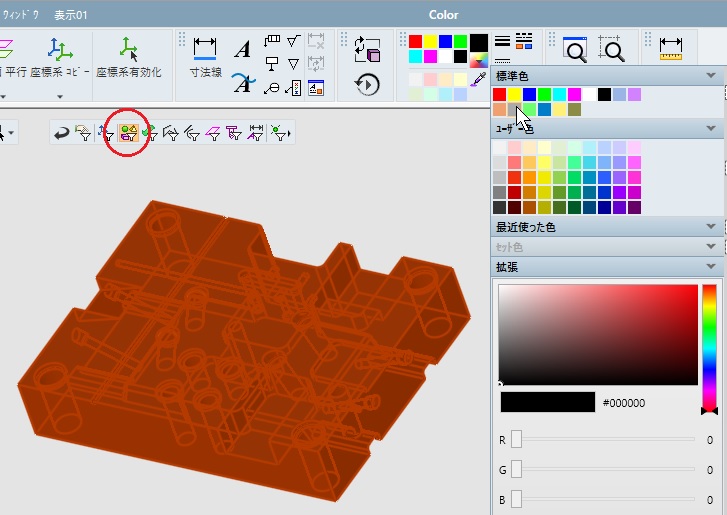 ウィンドウ 表示01
Color
平行 座標系 コピー 座標系有効化
寸法線
標準色
ユーザー色
最近使った色
セット色
拡張
#000000
R 0
G 0
B 0